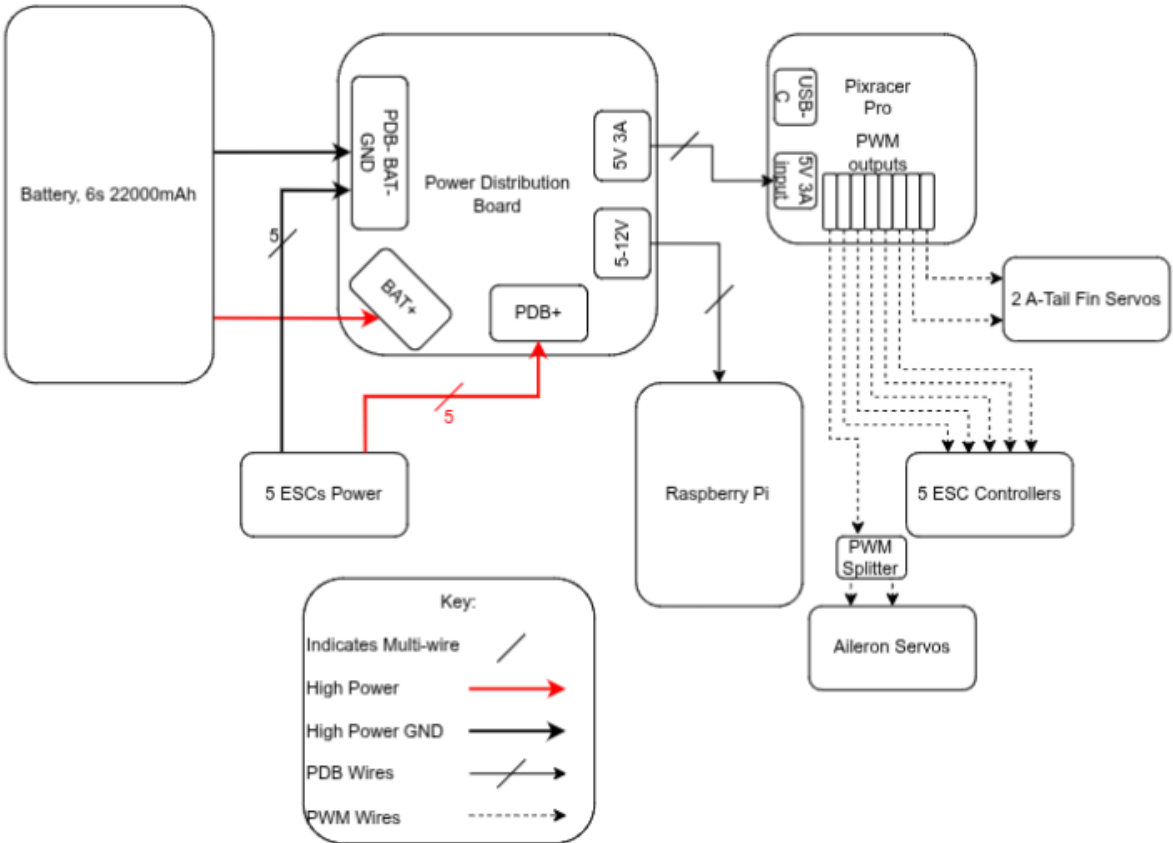 Battery, 6s 22000mAh
PDB- BAT-
GND
BAT+
Power Distribution
Board
PDB+
5V 3A
5-12V
USB-
C
Pixracer
Pro
PWM
outputs
5V 3A
input
2 A-Tail Fin Servos
5
5
5 ESCs Power
Raspberry Pi
5 ESC Controllers
PWM
Splitter
Aileron Servos
Key:
Indicates Multi-wire
High Power
High Power GND
PDB Wires
PWM Wires